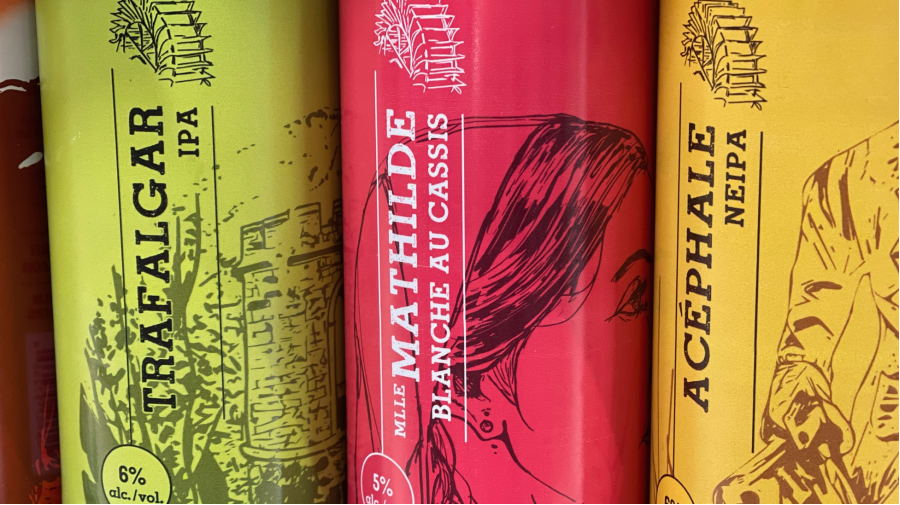 TRAFALGAR
IPA
6%
alc./vol.
MLLE MATHILDE
BLANCHE AU CASSIS
5%
ACÉPHALE
NEIPA